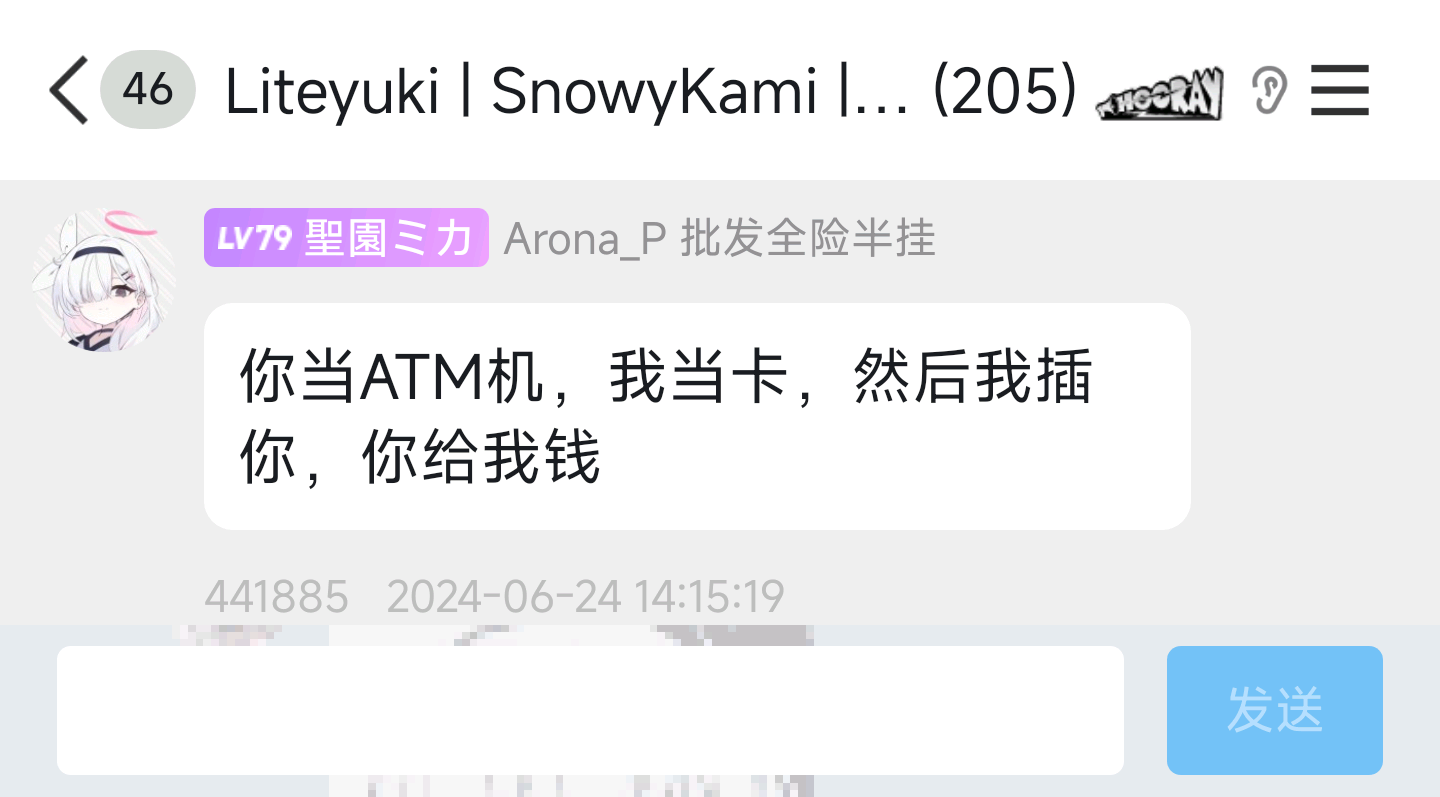 46 Liteyuki | SnowyKami |... (205) HOORAY
LV79 聖園ミカ Arona_P 批发全险半挂
你当ATM机，我当卡，然后我插
你，你给我钱
441885 2024-06-24 14:15:19
发送